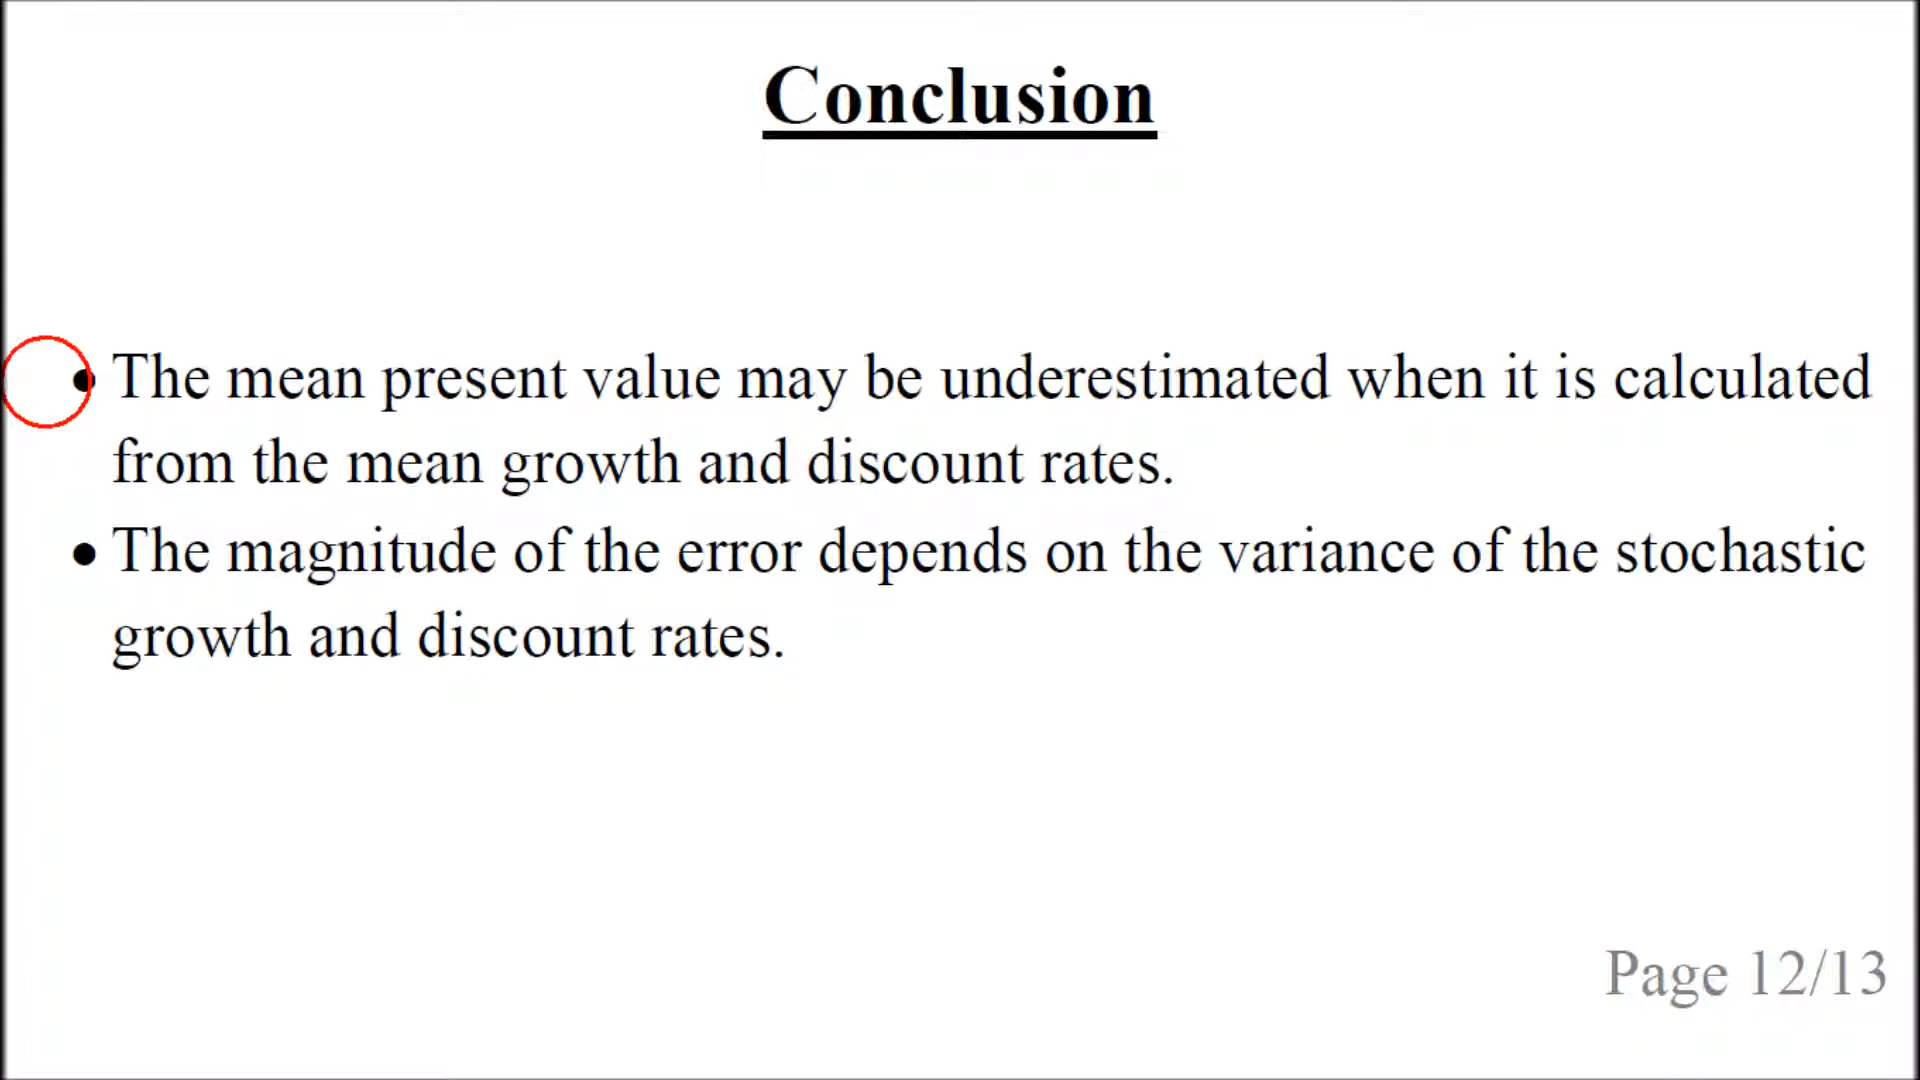 Conclusion
• The mean present value may be underestimated when it is calculated
from the mean growth and discount rates.
• The magnitude of the error depends on the variance of the stochastic
growth and discount rates.
Page 12/13